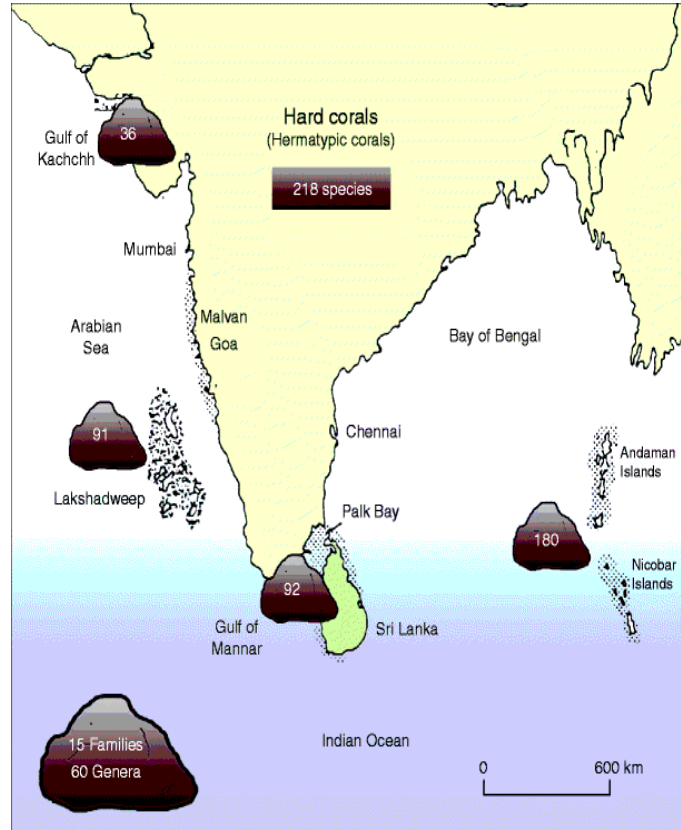 Hard corals
(Hermatypic corals)
218 species
36
Gulf of
Kachchh
Mumbai
Malvan
Goa
Arabian
Sea
Bay of Bengal
91
Lakshadweep
Chennai
Palk Bay
Andaman
Islands
180
Nicobar
Islands
92
Gulf of
Mannar
Sri Lanka
15 Families
60 Genera
Indian Ocean
0 600 km